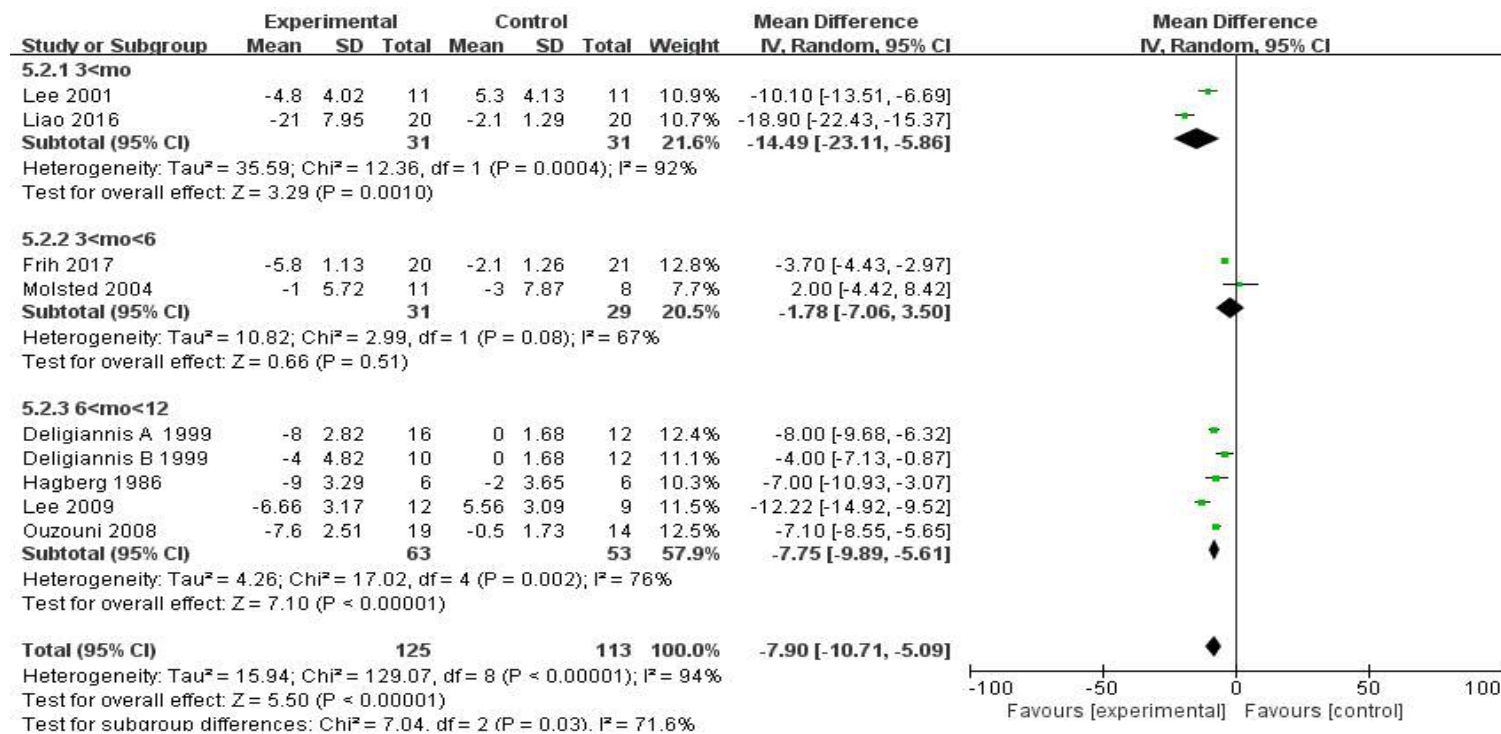 Experimental Control Mean Difference Mean Difference
Study or Subgroup Mean SD Total Mean SD Total Weight IV, Random, 95% CI IV, Random, 95% CI
5.2.1 3<mo
Lee 2001 -4.8 4.02 11 5.3 4.13 11 10.9% -10.10 [-13.51, -6.69]
Liao 2016 -21 7.95 20 -2.1 1.29 20 10.7% -18.90 [-22.43, -15.37]
Subtotal (95% CI) 31 31 21.6% -14.49 [-23.11, -5.86]
Heterogeneity: Tau² = 35.59; Chi² = 12.36, df = 1 (P = 0.0004); I² = 92%
Test for overall effect: Z = 3.29 (P = 0.0010)
5.2.2 3<mo<6
Frih 2017 -5.8 1.13 20 -2.1 1.26 21 12.8% -3.70 [-4.43, -2.97]
Molsted 2004 -1 5.72 11 -3 7.87 8 7.7% 2.00 [-4.42, 8.42]
Subtotal (95% CI) 31 29 20.5% -1.78 [-7.06, 3.50]
Heterogeneity: Tau² = 10.82; Chi² = 2.99, df = 1 (P = 0.08); I² = 67%
Test for overall effect: Z = 0.66 (P = 0.51)
5.2.3 6<mo<12
Deligiannis A 1999 -8 2.82 16 0 1.68 12 12.4% -8.00 [-9.68, -6.32]
Deligiannis B 1999 -4 4.82 10 0 1.68 12 11.1% -4.00 [-7.13, -0.87]
Hagberg 1986 -9 3.29 6 -2 3.65 6 10.3% -7.00 [-10.93, -3.07]
Lee 2009 -6.66 3.17 12 5.56 3.09 9 11.5% -12.22 [-14.92, -9.52]
Ouzouni 2008 -7.6 2.51 19 -0.5 1.73 14 12.5% -7.10 [-8.55, -5.65]
Subtotal (95% CI) 63 53 57.9% -7.75 [-9.89, -5.61]
Heterogeneity: Tau² = 4.26; Chi² = 17.02, df = 4 (P = 0.002); I² = 76%
Test for overall effect: Z = 7.10 (P < 0.00001)
Total (95% CI) 125 113 100.0% -7.90 [-10.71, -5.09]
Heterogeneity: Tau² = 15.94; Chi² = 129.07, df = 8 (P < 0.00001); I² = 94%
Test for overall effect: Z = 5.50 (P < 0.00001)
Test for subgroup differences: Chi² = 7.04, df = 2 (P = 0.03), I² = 71.6%
-100 -50 0 50 100
Favours [experimental] Favours [control]